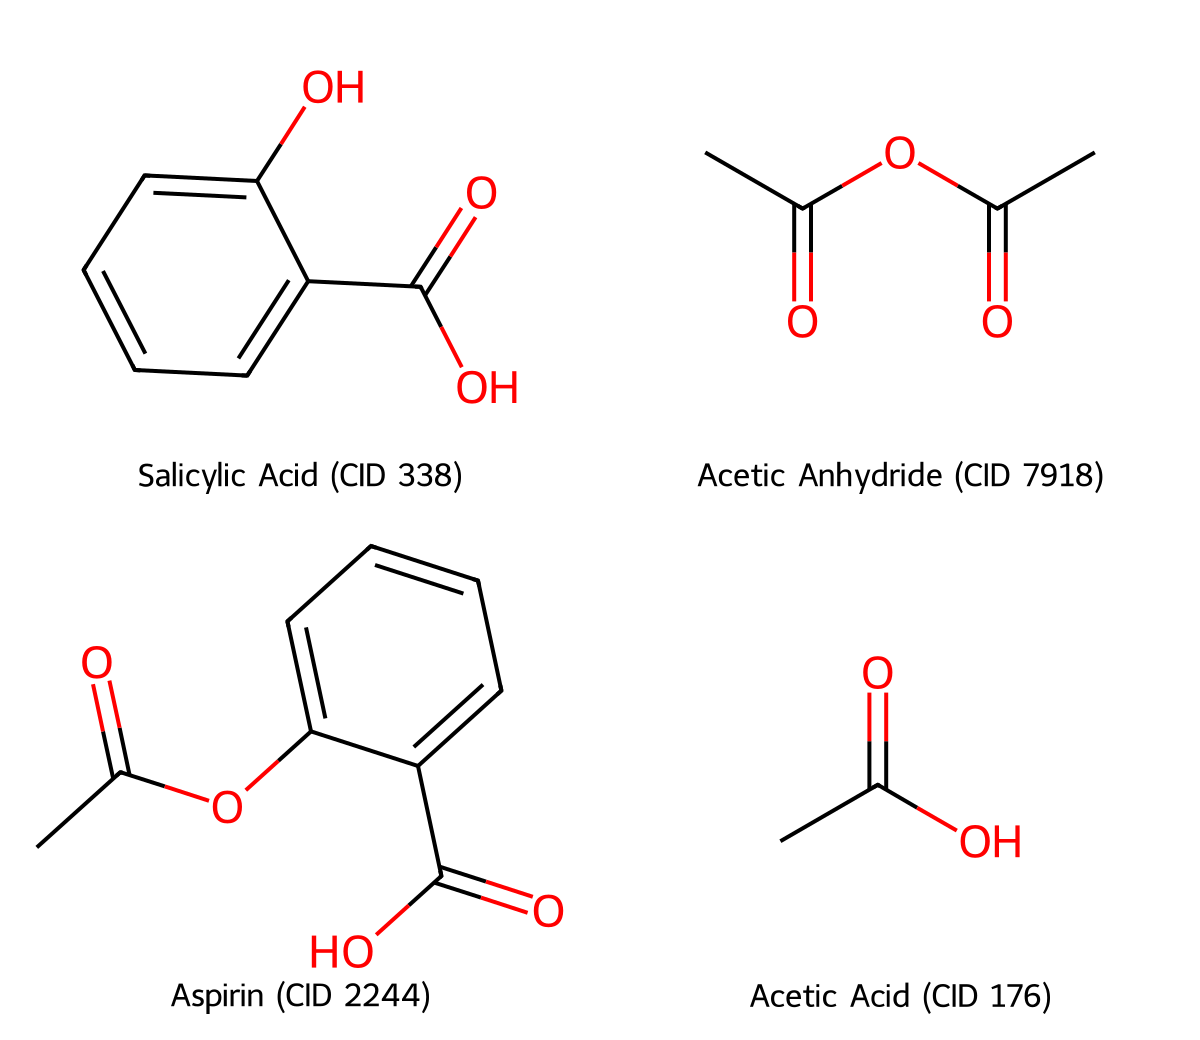 OH
O
OH
Salicylic Acid (CID 338)
O
O
O
Acetic Anhydride (CID 7918)
O
O
O
HO
Aspirin (CID 2244)
O
OH
Acetic Acid (CID 176)